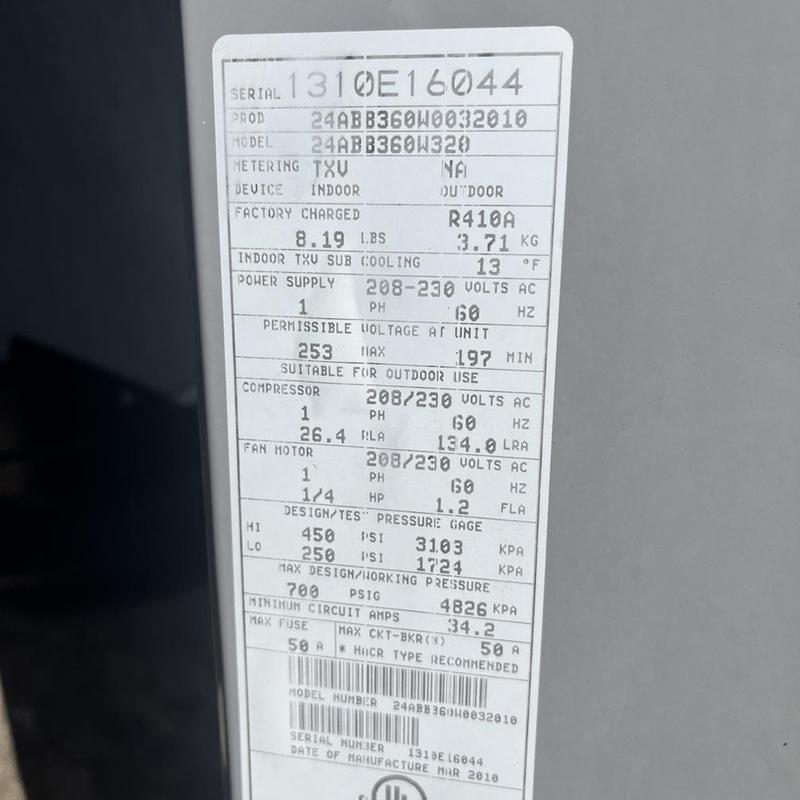 SERIAL 1310E16044
PROD 24ABB360W0032010
MODEL 24ABB360W320
METERING TXV NA
DEVICE INDOOR OUTDOOR
FACTORY CHARGED R410A
8.19 LBS 3.71 KG
INDOOR TXV SUB COOLING 13 °F
POWER SUPPLY 208-230 VOLTS AC
1 PH 60 HZ
PERMISSIBLE VOLTAGE AT UNIT
253 MAX 197 MIN
SUITABLE FOR OUTDOOR USE
COMPRESSOR 208/230 VOLTS AC
1 PH 60 HZ
26.4 RLA 134.0 LRA
FAN MOTOR 208/230 VOLTS AC
1 PH 60 HZ
1/4 HP 1.2 FLA
DESIGN/TEST PRESSURE GAGE
HI 450 PSI 3103 KPA
LO 250 PSI 1724 KPA
MAX DESIGN/WORKING PRESSURE
700 PSIG 4826 KPA
MINIMUM CIRCUIT AMPS 34.2
MAX FUSE MAX CKT-BKR(*)
50 A 50 A
* HACR TYPE RECOMMENDED
MODEL NUMBER 24ABB360W0032010
SERIAL NUMBER 1310E16044
DATE OF MANUFACTURE MAR 2010
UL